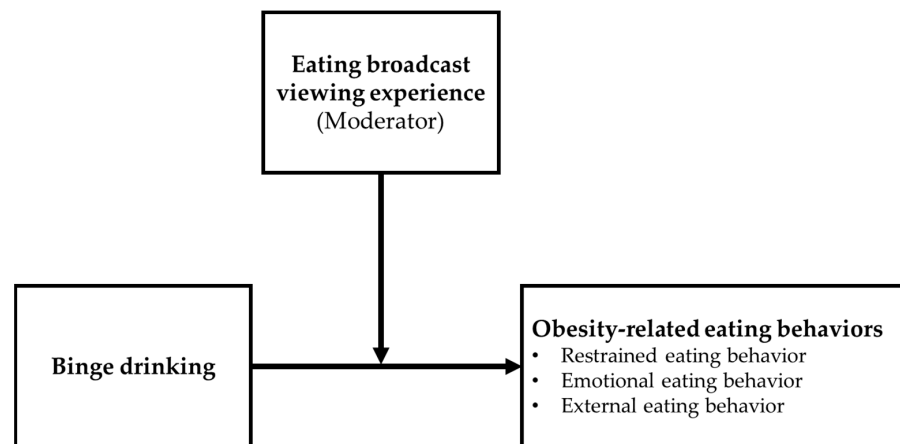 Eating broadcast
viewing experience
(Moderator)
Binge drinking
Obesity-related eating behaviors
• Restrained eating behavior
• Emotional eating behavior
• External eating behavior